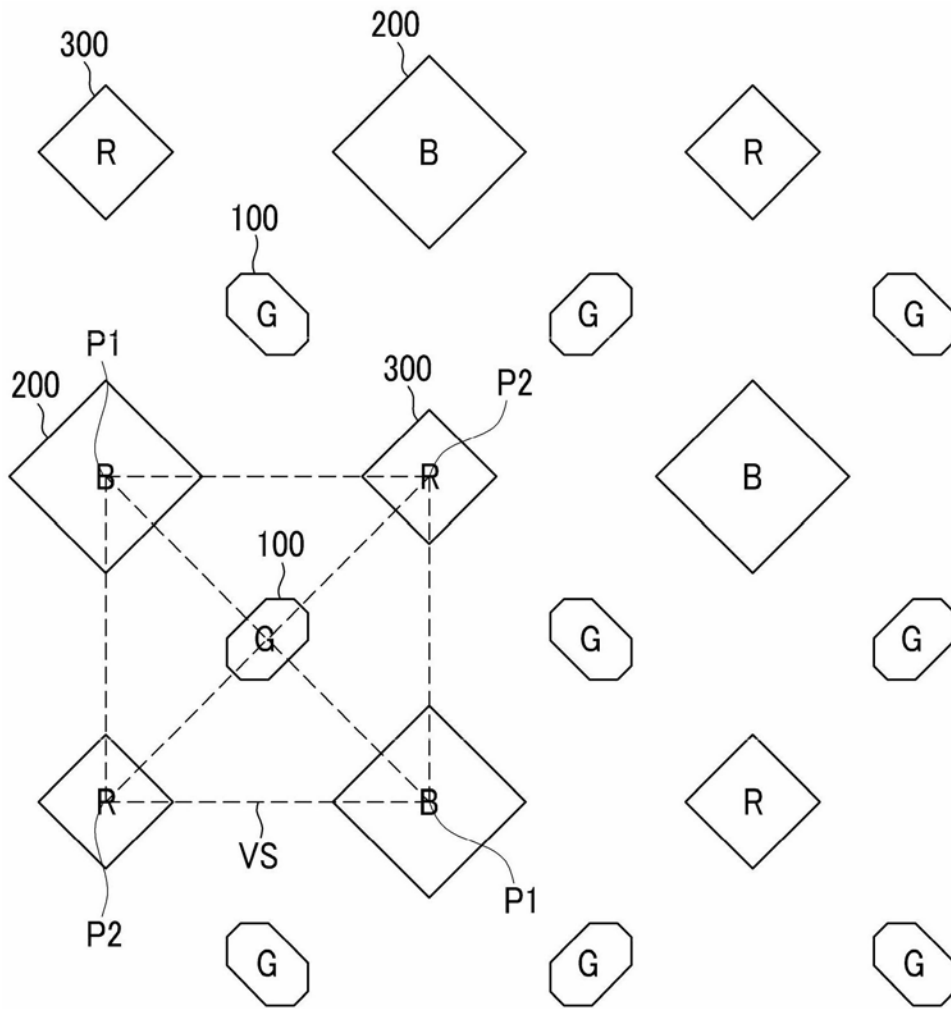 200
300
R B R
100
G G G
P1
300 P2
200
B R B
100
G G G
R B R
VS
P2 P1
G G G